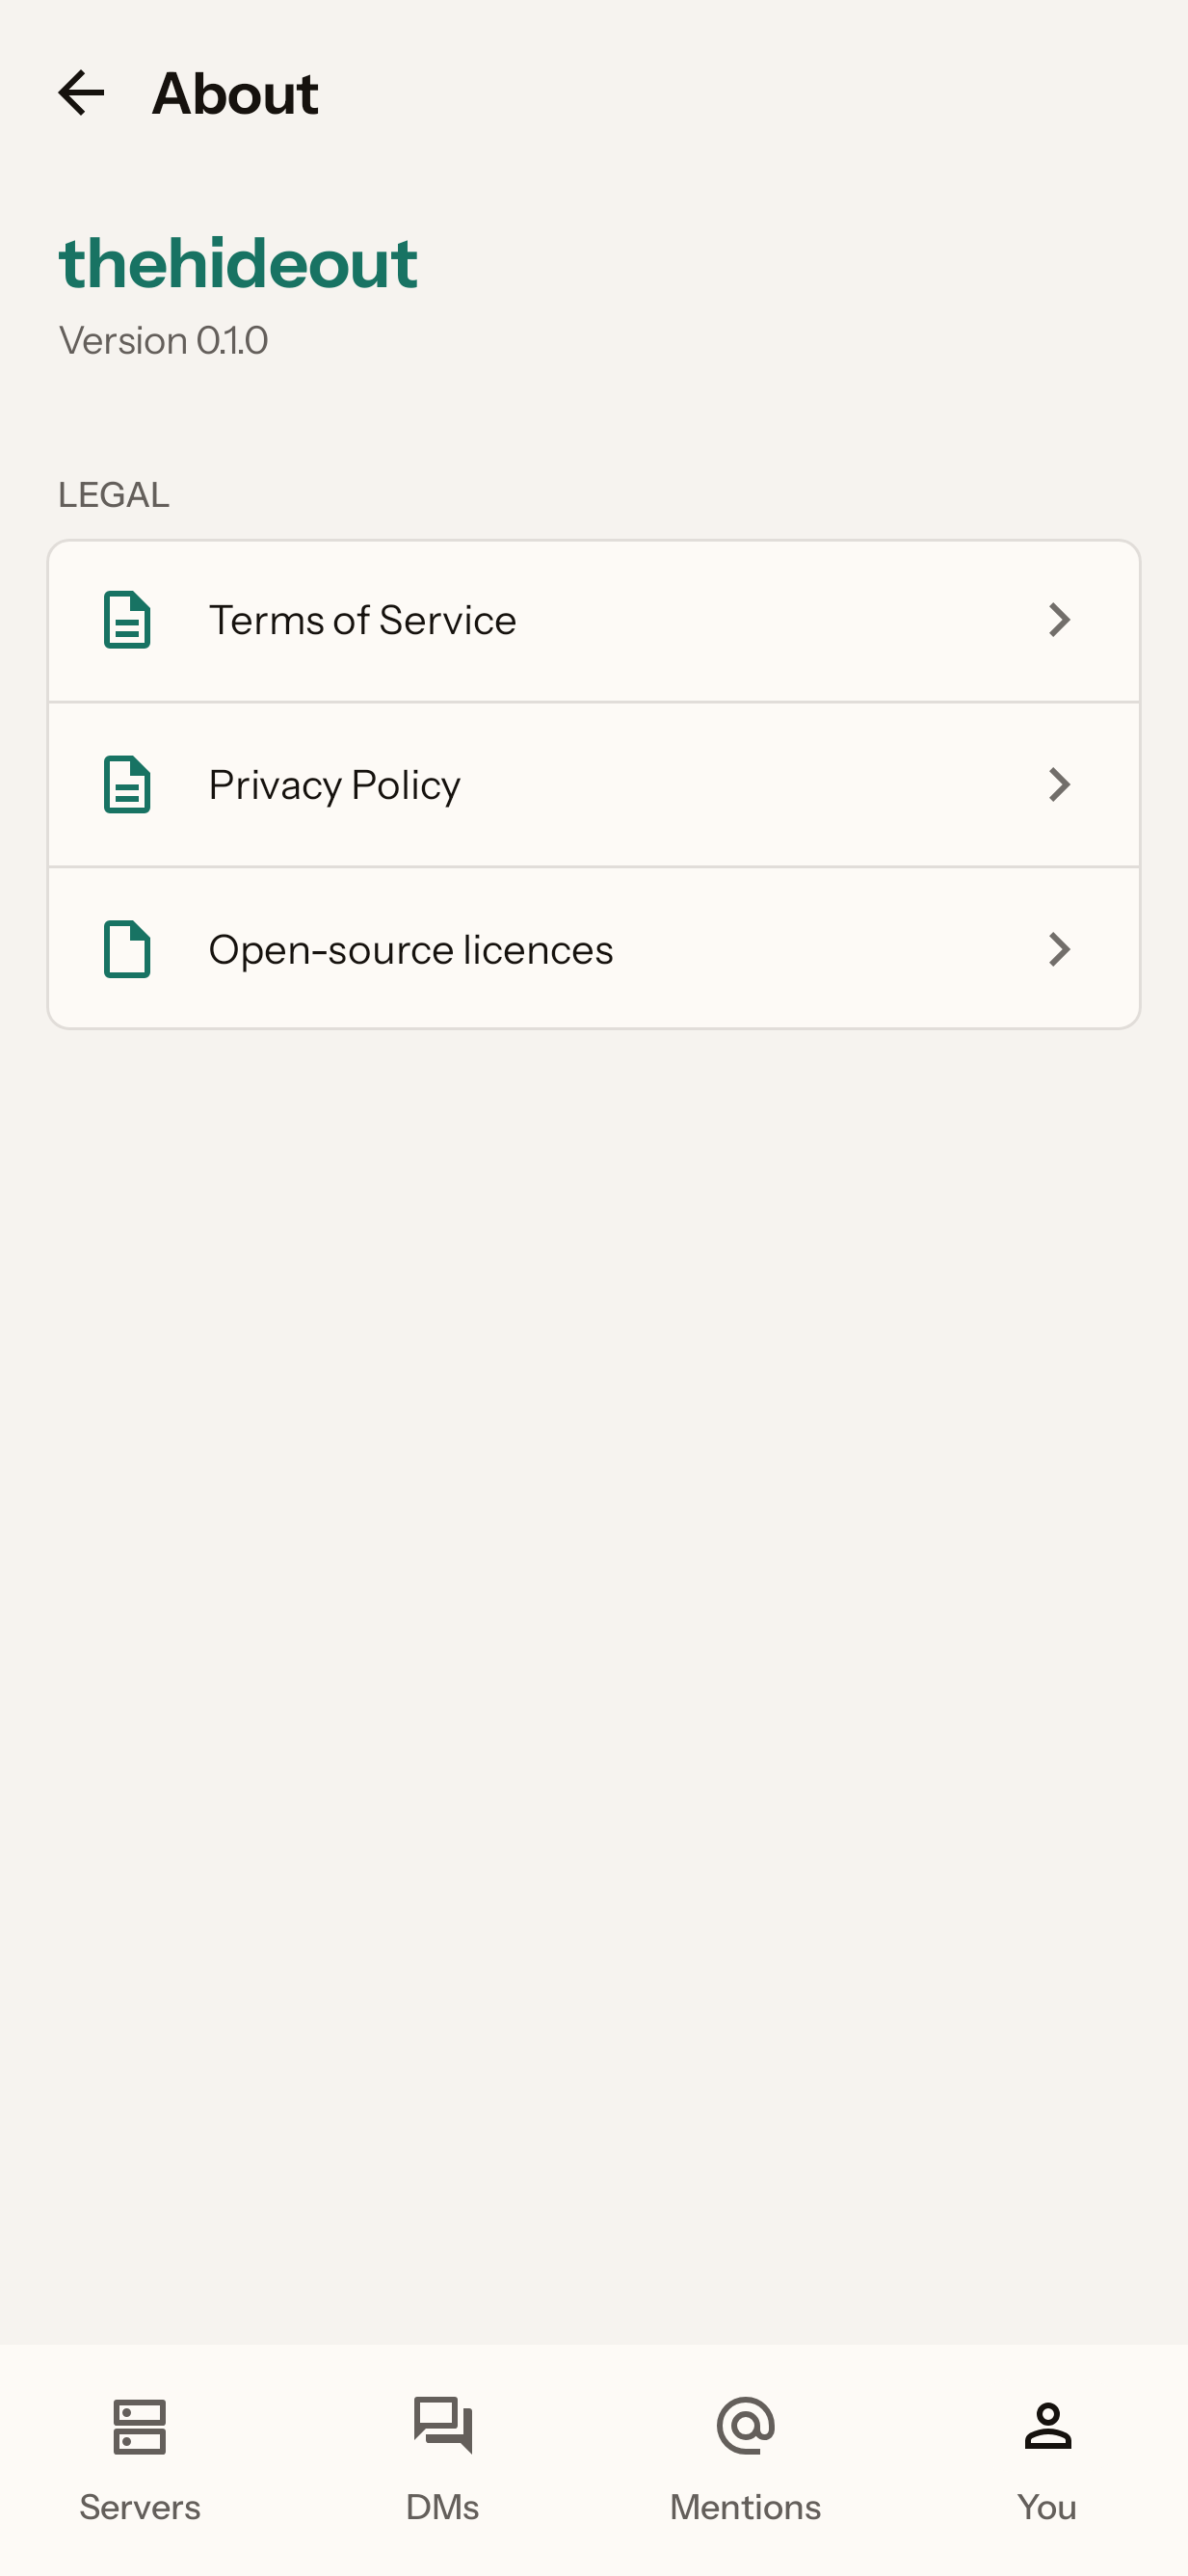 About
thehideout
Version 0.1.0
LEGAL
Terms of Service
Privacy Policy
Open-source licences
Servers
DMs
Mentions
You